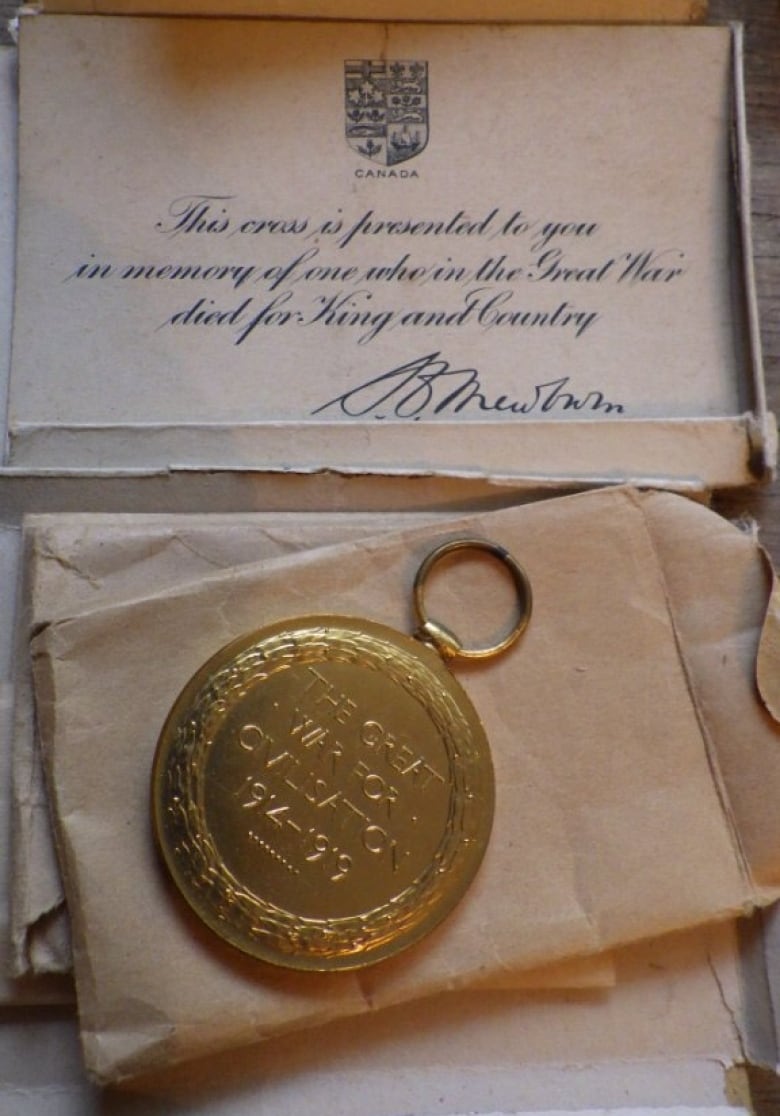 CANADA
This cross is presented to you
in memory of one who in the Great War
died for King and Country
S.C. Mewburn
THE GREAT
WAR FOR
CIVILISATION
1914-1919